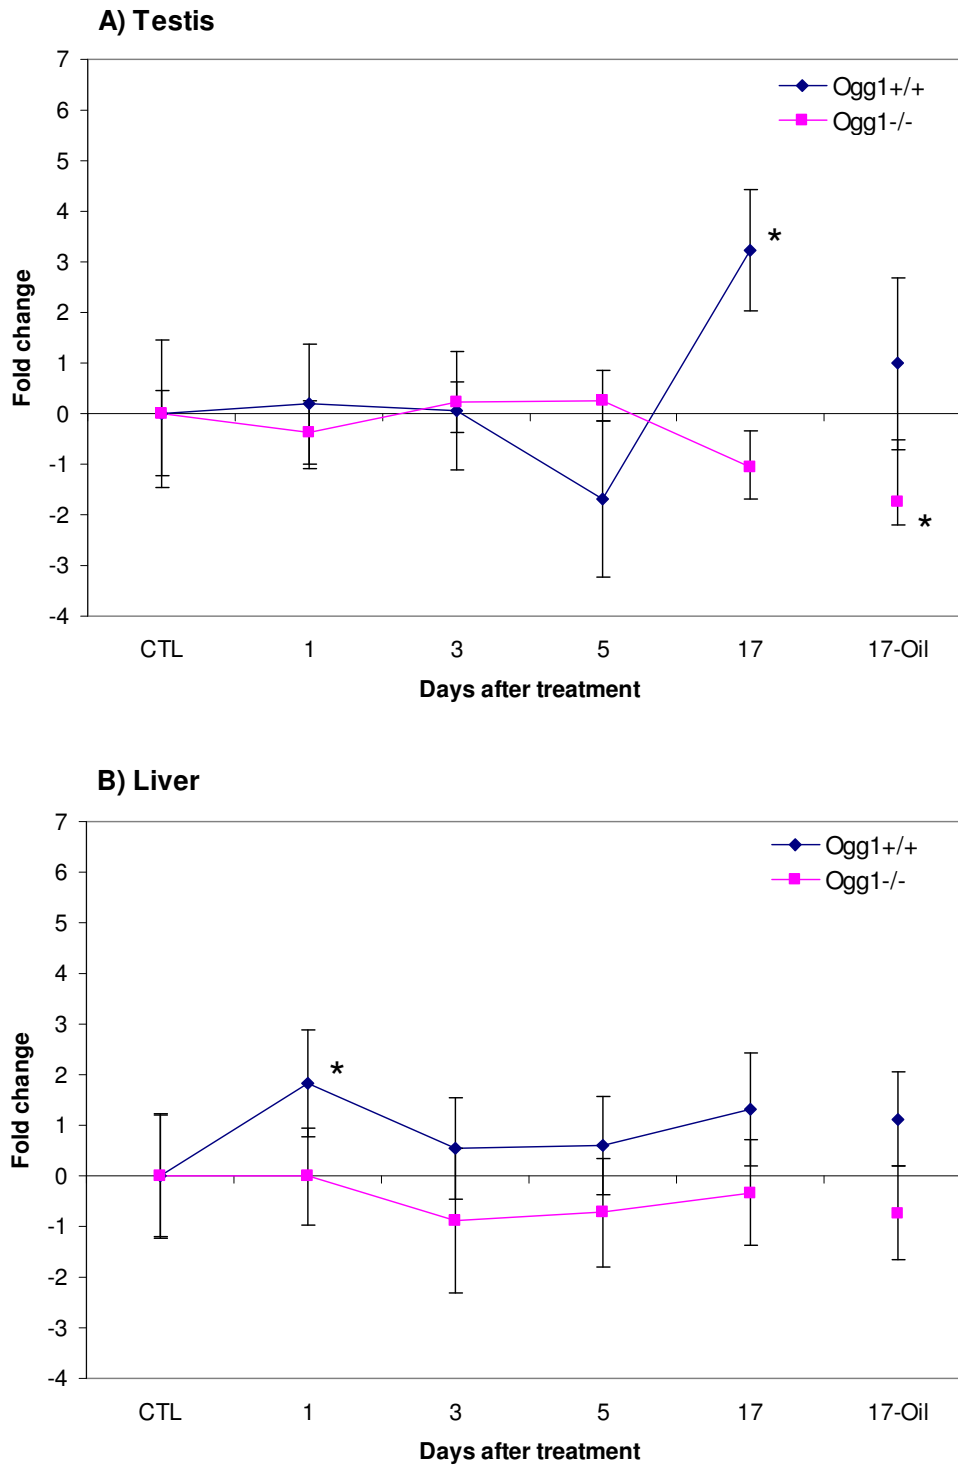 A) Testis
7
6
5
4
3
2
1
0
-1
-2
-3
-4
Fold change
Ogg1+/+
Ogg1-/-
*
*
CTL 1 3 5 17 17-Oil
Days after treatment
B) Liver
7
6
5
4
3
2
1
0
-1
-2
-3
-4
Fold change
Ogg1+/+
Ogg1-/-
*
CTL 1 3 5 17 17-Oil
Days after treatment